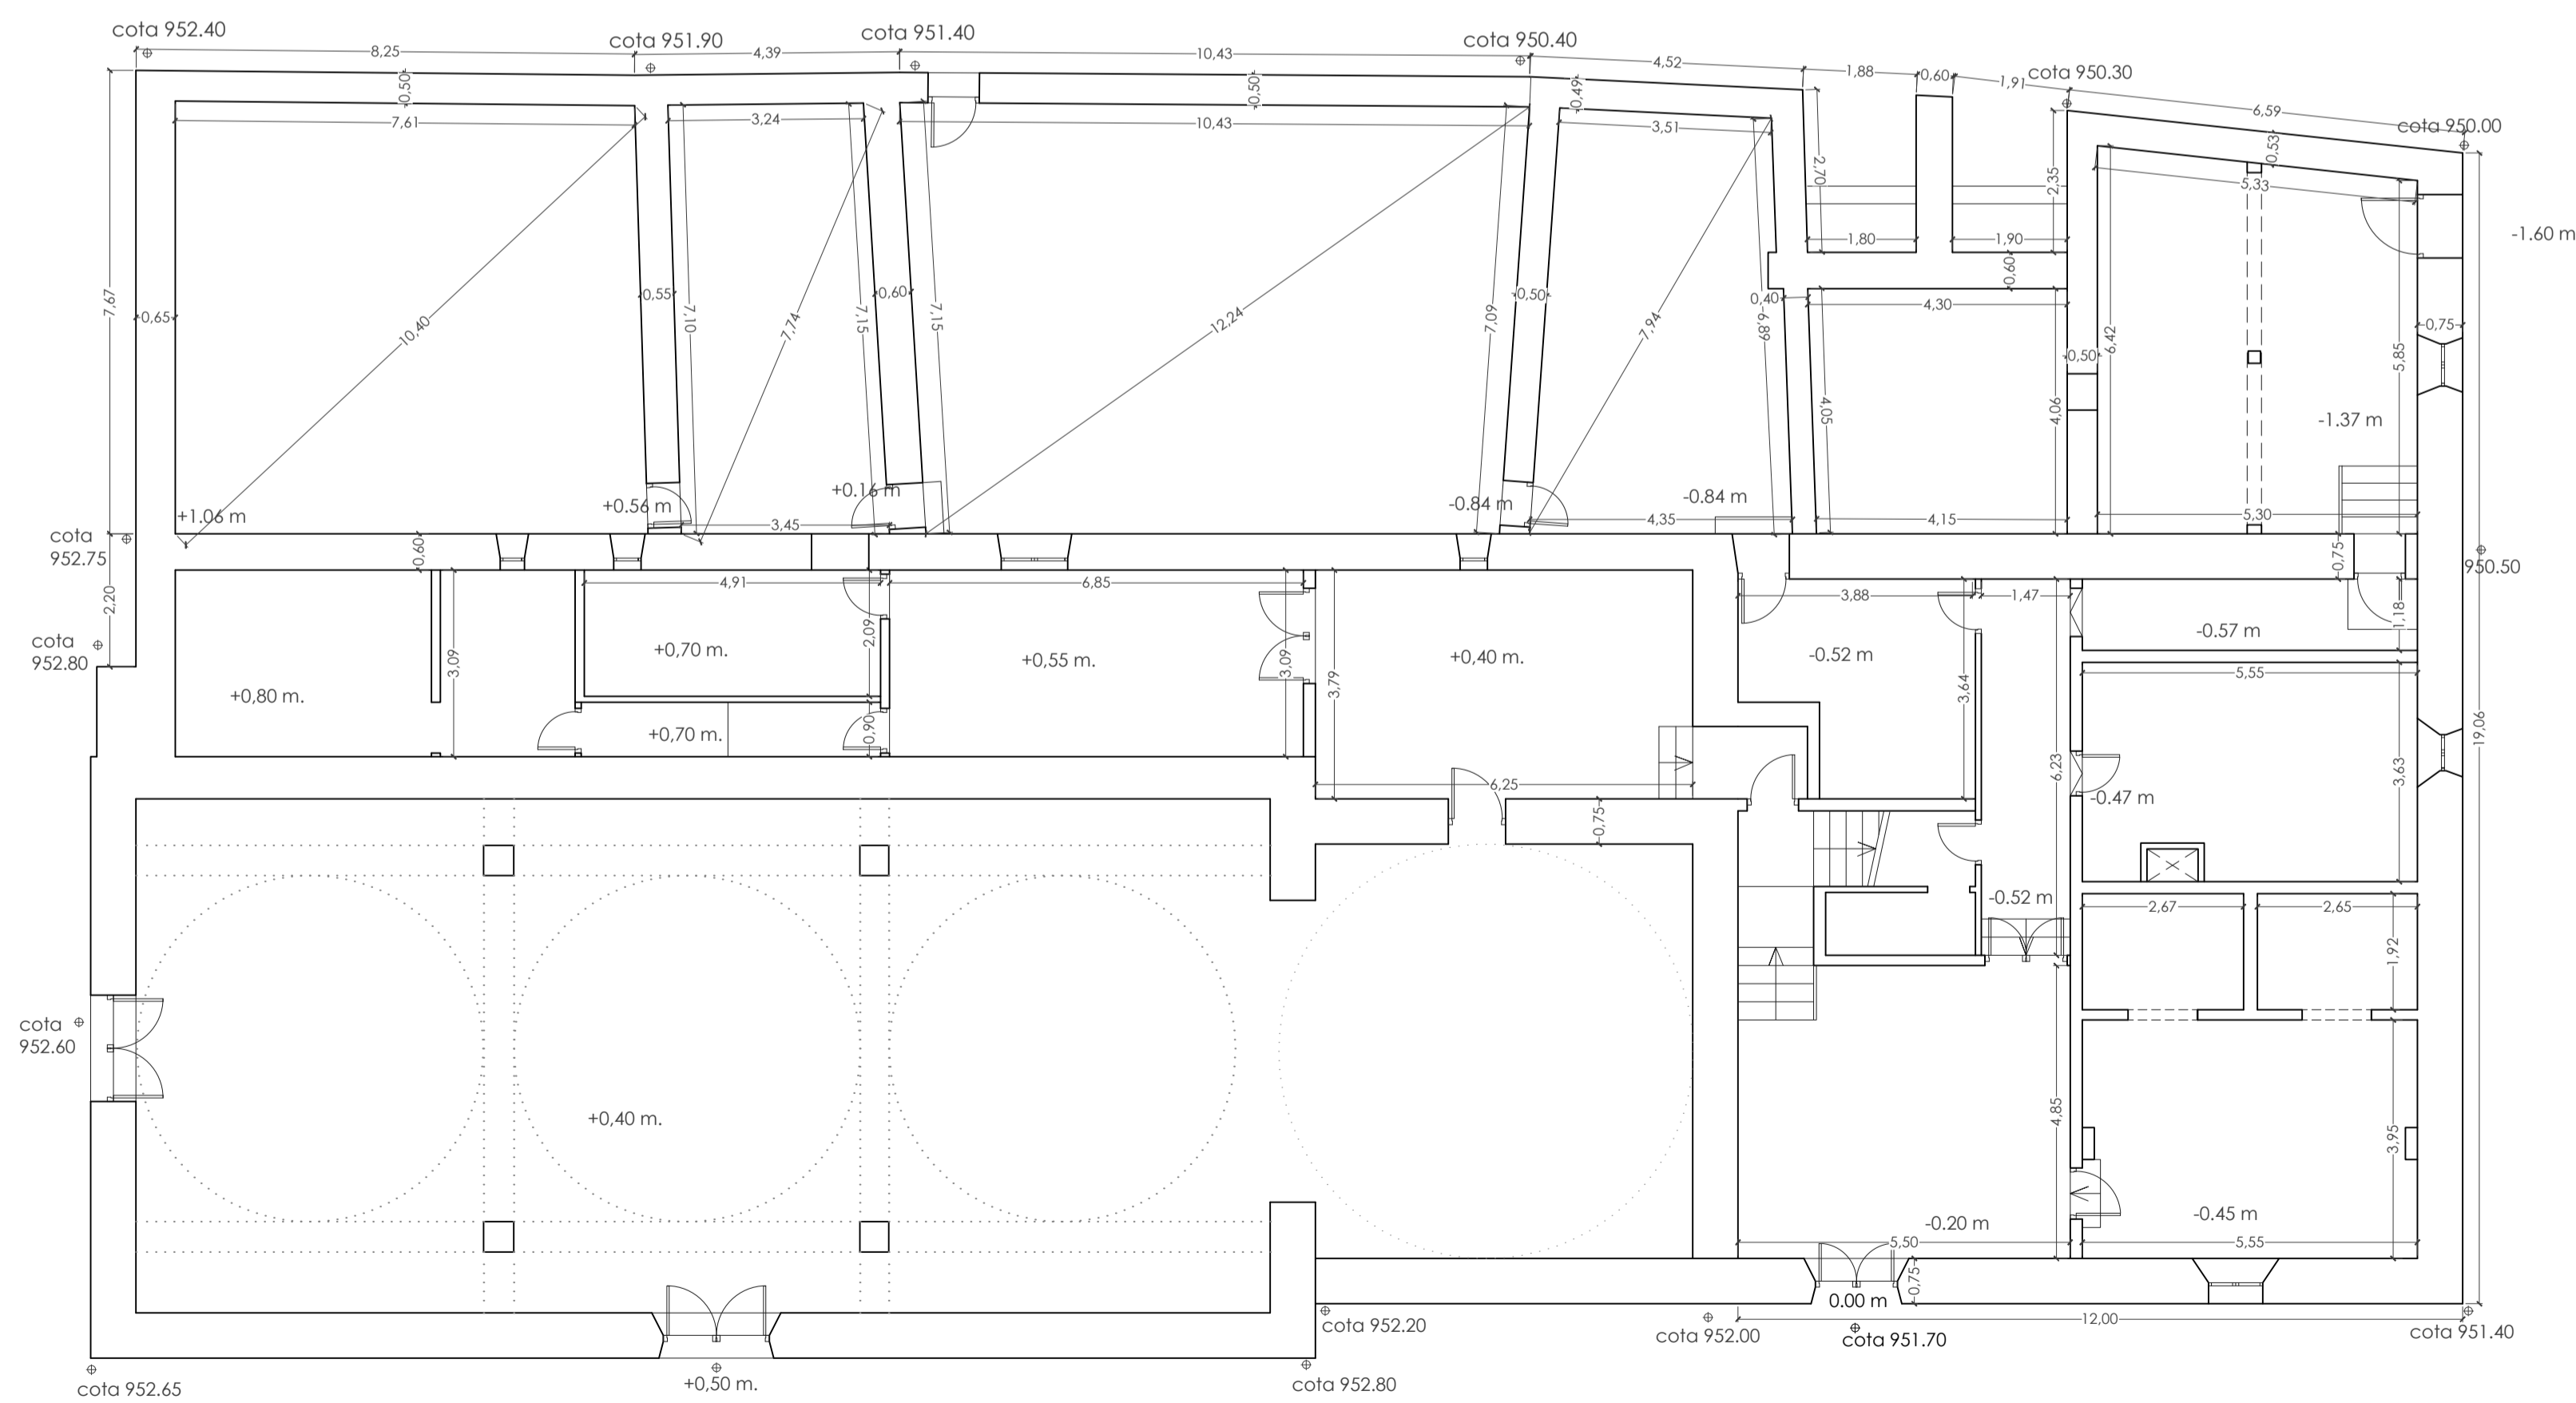 cota 952.40
cota 951.90
cota 951.40
cota 950.40
8,25
4,39
10,43
4,52
1,88
0,60
1,91
cota 950.30
6,59
cota 950.00
0,50
0,50
0,49
0,53
7,61
3,24
10,43
3,51
2,70
2,35
5,33
1,80
1,90
-1.60 m
7,67
0,65
10,40
0,55
7,10
7,74
7,15
0,60
7,15
12,24
7,09
0,50
7,94
6,89
0,40
0,60
4,30
4,05
4,06
0,50
6,42
0,75
5,85
-1.37 m
+1.06 m
+0.56 m
+0.16 m
-0.84 m
-0.84 m
3,45
4,35
4,15
5,30
cota
952.75
0,60
0,75
950.50
2,20
4,91
6,85
3,88
1,47
1,18
cota
952.80
+0,80 m.
3,09
+0,70 m.
2,09
+0,55 m.
3,09
3,79
+0,40 m.
-0.52 m
3,64
-0.57 m
5,55
+0,70 m.
0,90
6,25
6,23
3,63
19,06
-0.47 m
0,75
-0.52 m
2,67
2,65
1,92
cota
952.60
+0,40 m.
4,85
3,95
-0.20 m
-0.45 m
5,50
5,55
0,75
0.00 m
cota 952.20
cota 952.00
cota 951.70
12,00
cota 951.40
cota 952.65
+0,50 m.
cota 952.80